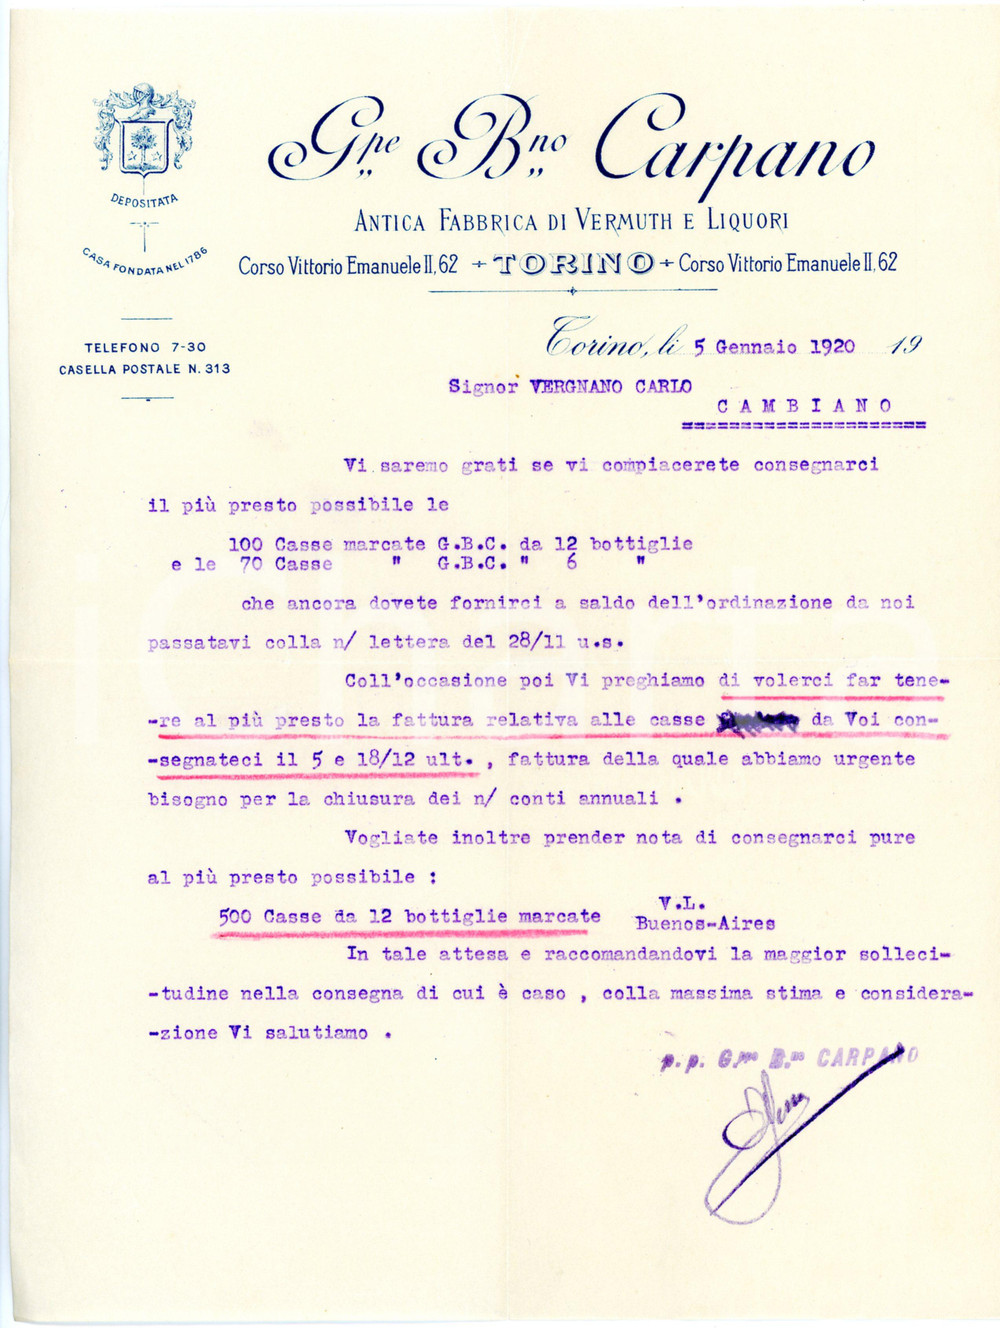 Gpe Bno Carpano
ANTICA FABBRICA DI VERMUTH E LIQUORI
Corso Vittorio Emanuele II, 62 ÷ TORINO ÷ Corso Vittorio Emanuele II, 62
DEPOSITATA
CASA FONDATA NEL 1786
TELEFONO 7-30
CASELLA POSTALE N. 313
Torino, li 5 Gennaio 1920 19
Signor VERGNANO CARLO
C A M B I A N O
Vi saremo grati se vi compiacerete consegnarci
il più presto possibile le
100 Casse marcate G.B.C. da 12 bottiglie
e le 70 Casse " G.B.C. " 6 "
che ancora dovete fornirci a saldo dell'ordinazione da noi
passatavi colla n/ lettera del 28/11 u.s.
Coll'occasione poi Vi preghiamo di volerci far tene-
-re al più presto la fattura relativa alle casse da Voi con-
-segnateci il 5 e 18/12 ult. , fattura della quale abbiamo urgente
bisogno per la chiusura dei n/ conti annuali .
Vogliate inoltre prender nota di consegnarci pure
al più presto possibile :
500 Casse da 12 bottiglie marcate V.L.
Buenos-Aires
In tale attesa e raccomandandovi la maggior solleci-
-tudine nella consegna di cui è caso , colla massima stima e considera-
-zione Vi salutiamo .
p.p. G.pe B.no CARPANO